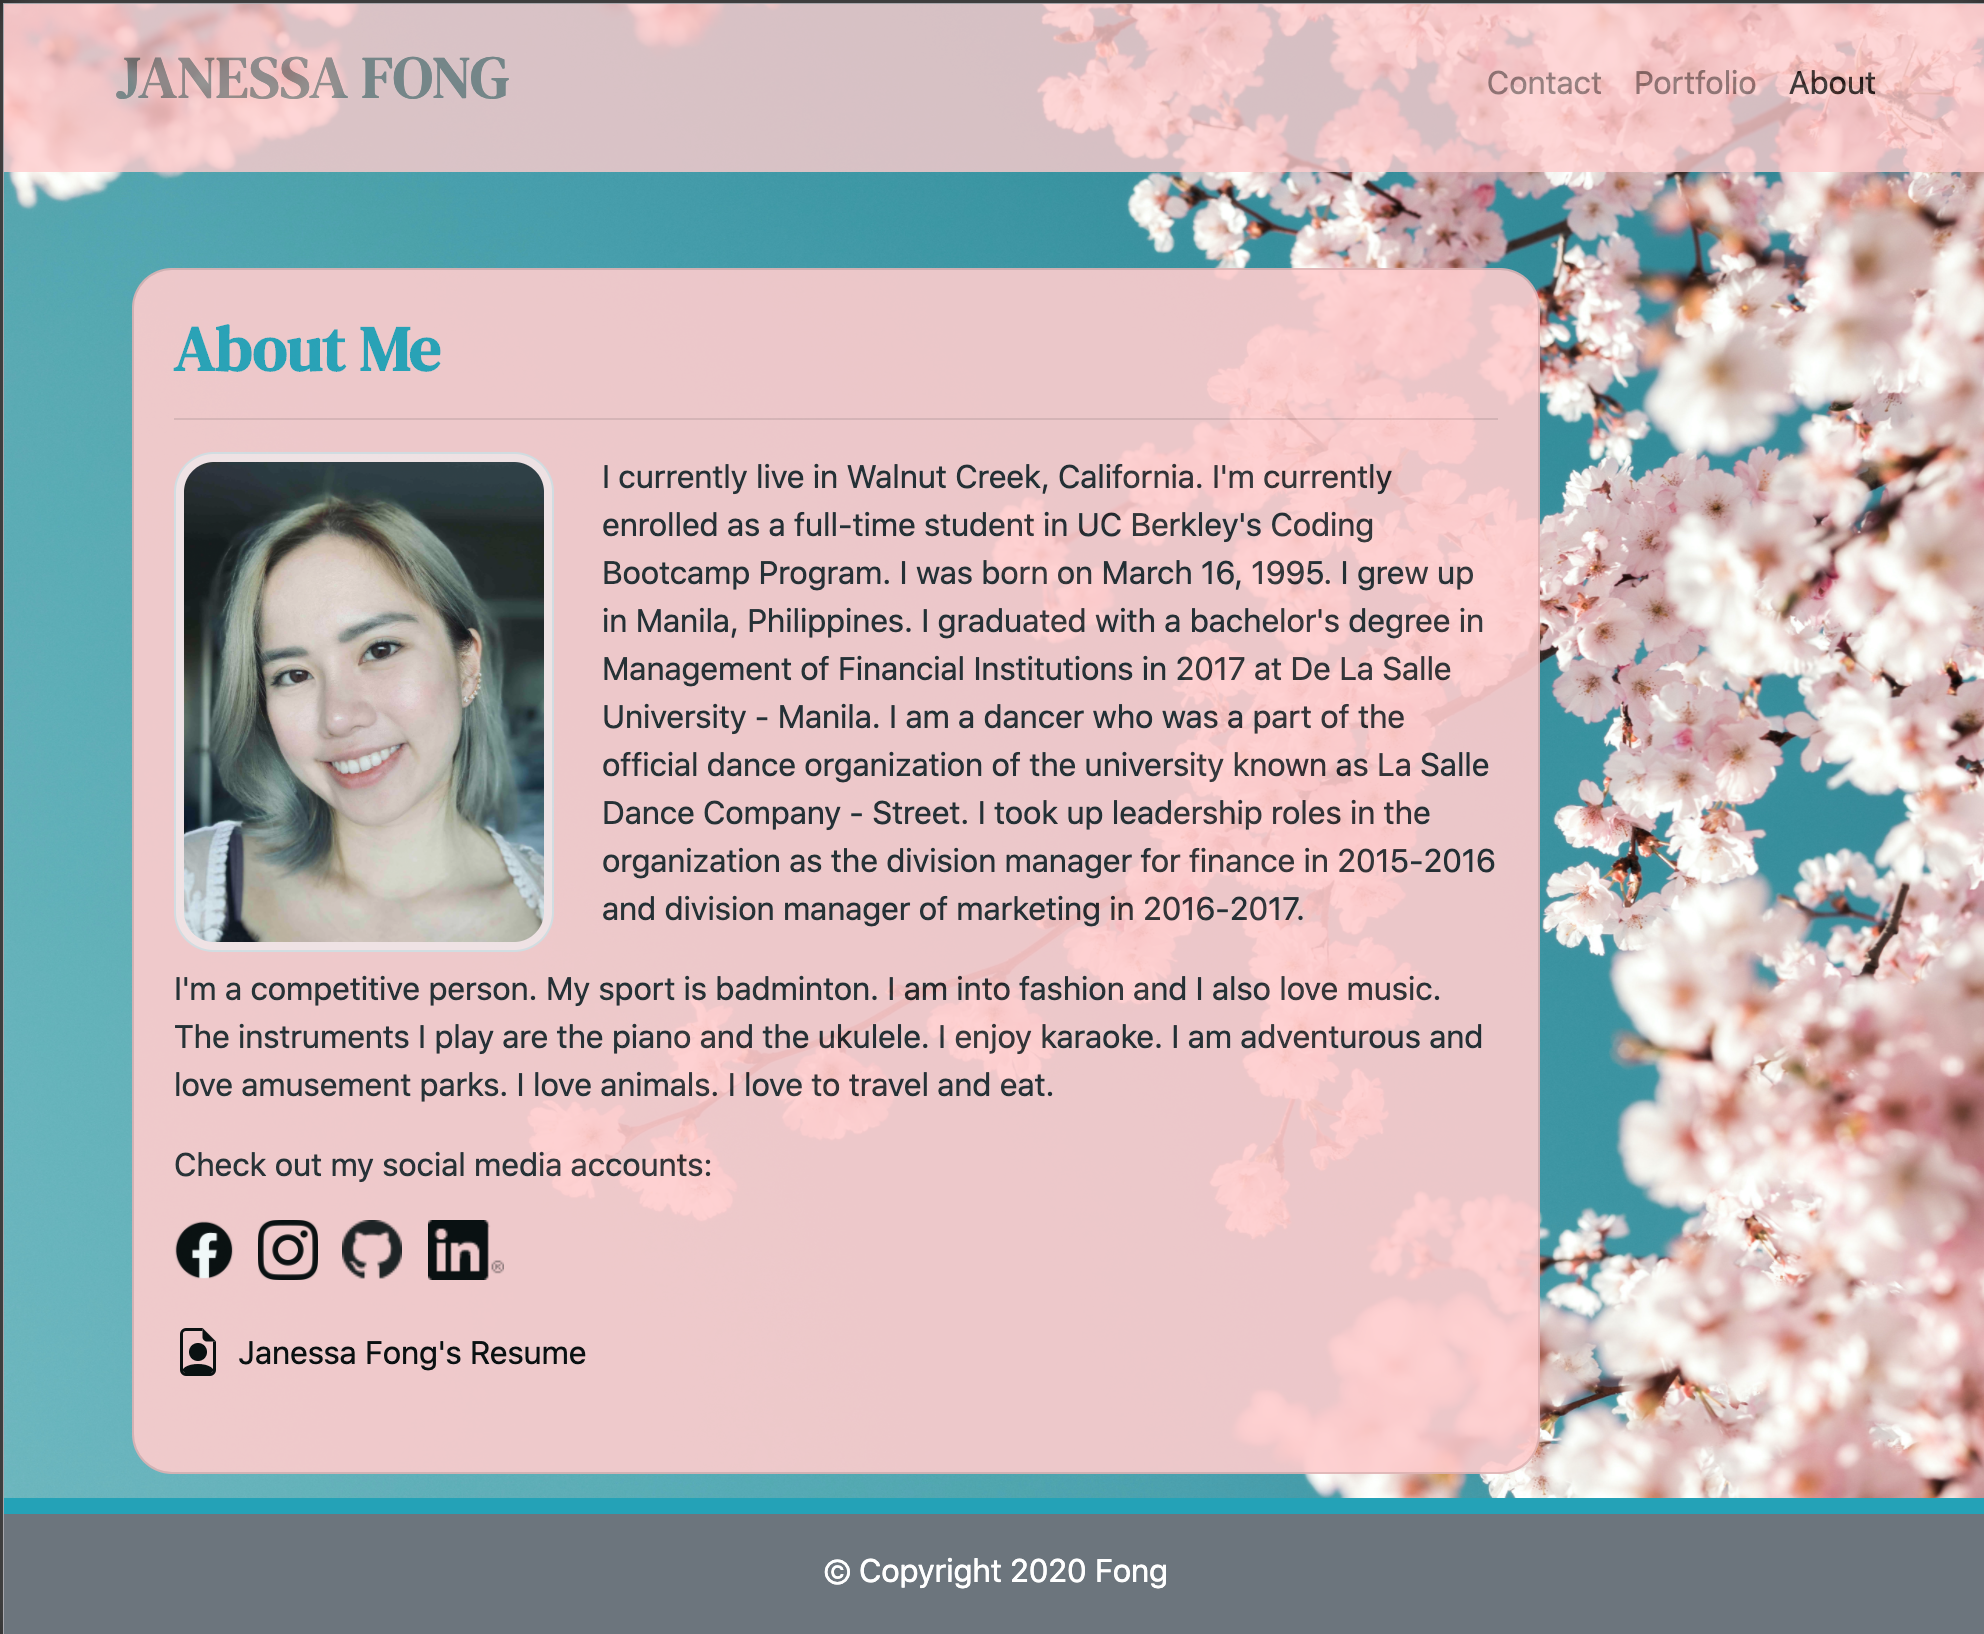 JANESSA FONG
Contact Portfolio About
About Me
I currently live in Walnut Creek, California. I'm currently
enrolled as a full-time student in UC Berkley's Coding
Bootcamp Program. I was born on March 16, 1995. I grew up
in Manila, Philippines. I graduated with a bachelor's degree in
Management of Financial Institutions in 2017 at De La Salle
University - Manila. I am a dancer who was a part of the
official dance organization of the university known as La Salle
Dance Company - Street. I took up leadership roles in the
organization as the division manager for finance in 2015-2016
and division manager of marketing in 2016-2017.
I'm a competitive person. My sport is badminton. I am into fashion and I also love music.
The instruments I play are the piano and the ukulele. I enjoy karaoke. I am adventurous and
love amusement parks. I love animals. I love to travel and eat.
Check out my social media accounts:
f in ®
Janessa Fong's Resume
© Copyright 2020 Fong